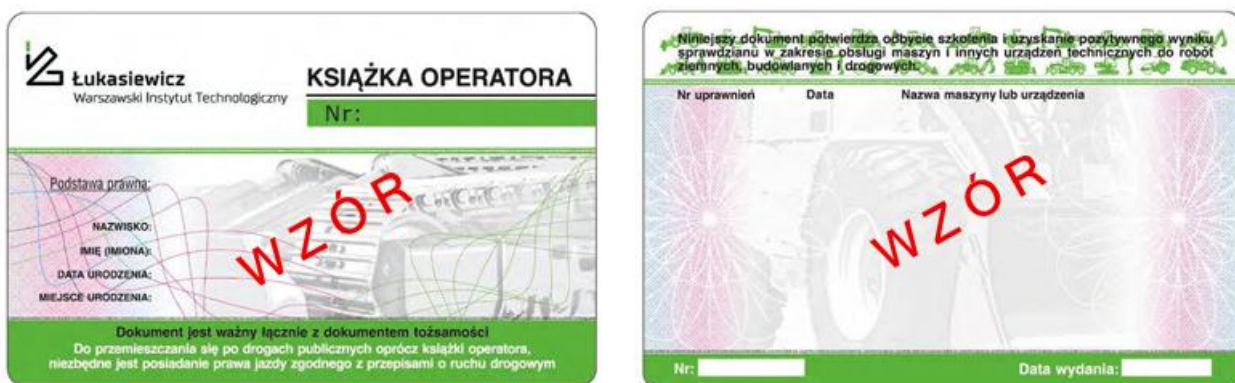 Łukasiewicz
Warszawski Instytut Technologiczny
KSIĄŻKA OPERATORA
Nr:
Podstawa prawna:
NAZWISKO:
IMIĘ (IMIONA):
DATA URODZENIA:
MIEJSCE URODZENIA:
WZÓR
Dokument jest ważny łącznie z dokumentem tożsamości
Do przemieszczania się po drogach publicznych oprócz książki operatora,
niezbędne jest posiadanie prawa jazdy zgodnego z przepisami o ruchu drogowym
Niniejszy dokument potwierdza odbycie szkolenia i uzyskanie pozytywnego wyniku
sprawdzianu w zakresie obsługi maszyn i innych urządzeń technicznych do robót
ziemnych, budowlanych i drogowych.
Nr uprawnień Data Nazwa maszyny lub urządzenia
WZÓR
Nr: Data wydania: